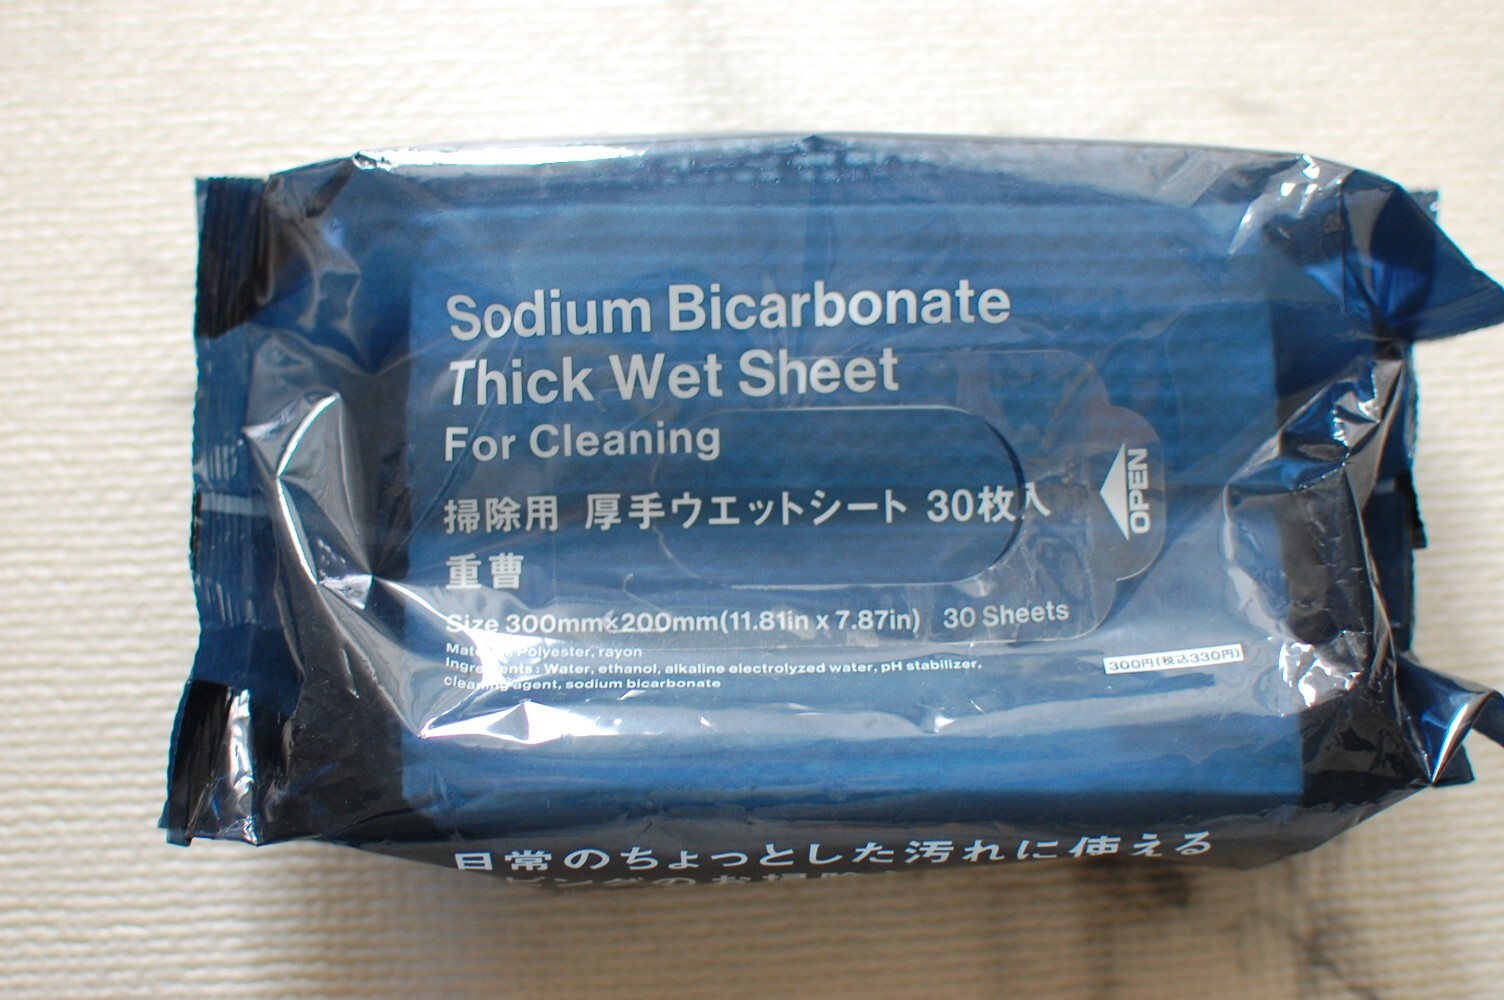 Sodium Bicarbonate
Thick Wet Sheet
For Cleaning
掃除用 厚手ウエットシート 30枚入
重曹
OPEN
Size 300mm×200mm(11.81in x 7.87in) 30 Sheets
Polyester, rayon
Ingredients : Water, ethanol, alkaline electrolyzed water, pH stabilizer,
cleaning agent, sodium bicarbonate
300円(税込330円)
日常のちょっとした汚れに使える